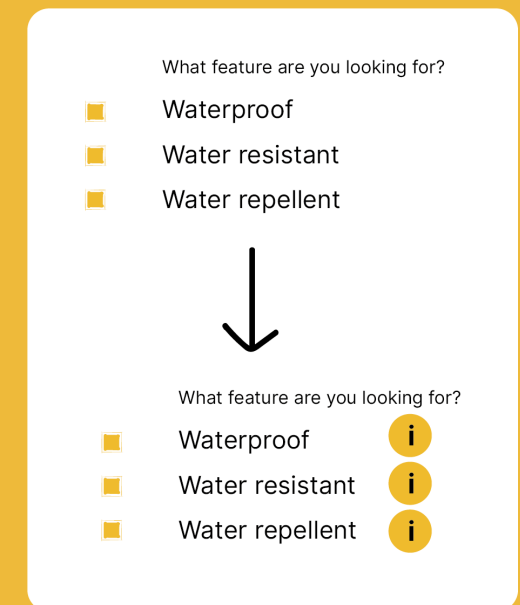 What feature are you looking for?
Waterproof
Water resistant
Water repellent
What feature are you looking for?
Waterproof i
Water resistant i
Water repellent i